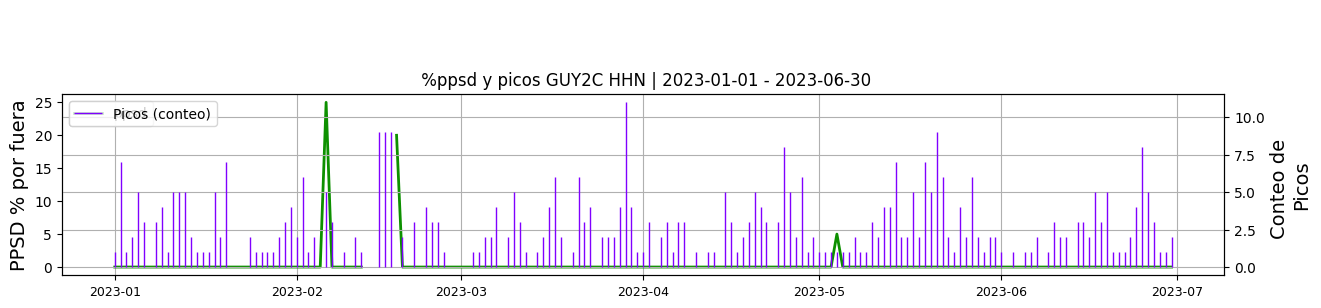 %ppsd y picos GUY2C HHN | 2023-01-01 - 2023-06-30
Picos (conteo)
PPSD % por fuera
25
20
15
10
5
0
10.0
7.5
5.0
2.5
0.0
Conteo de
Picos
2023-01 2023-02 2023-03 2023-04 2023-05 2023-06 2023-07